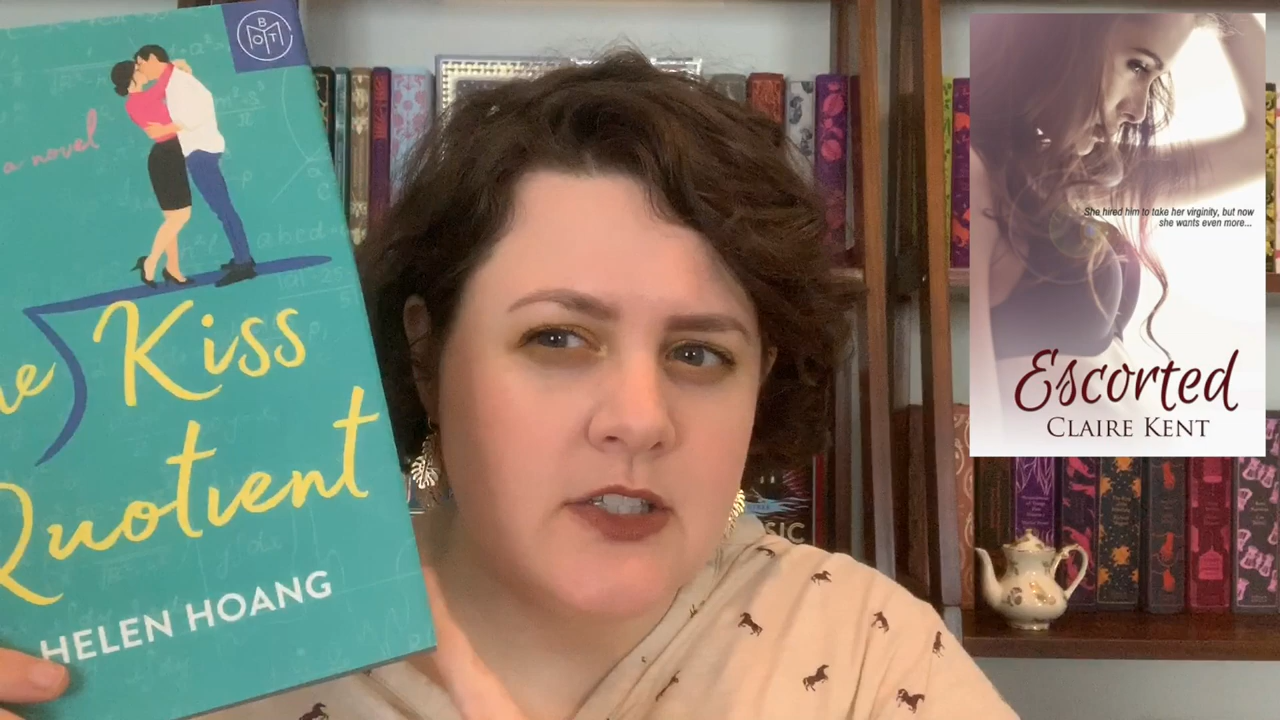 BOT
a novel
Kiss
Quotient
HELEN HOANG
She hired him to take her virginity, but now
she wants even more...
Escorted
CLAIRE KENT